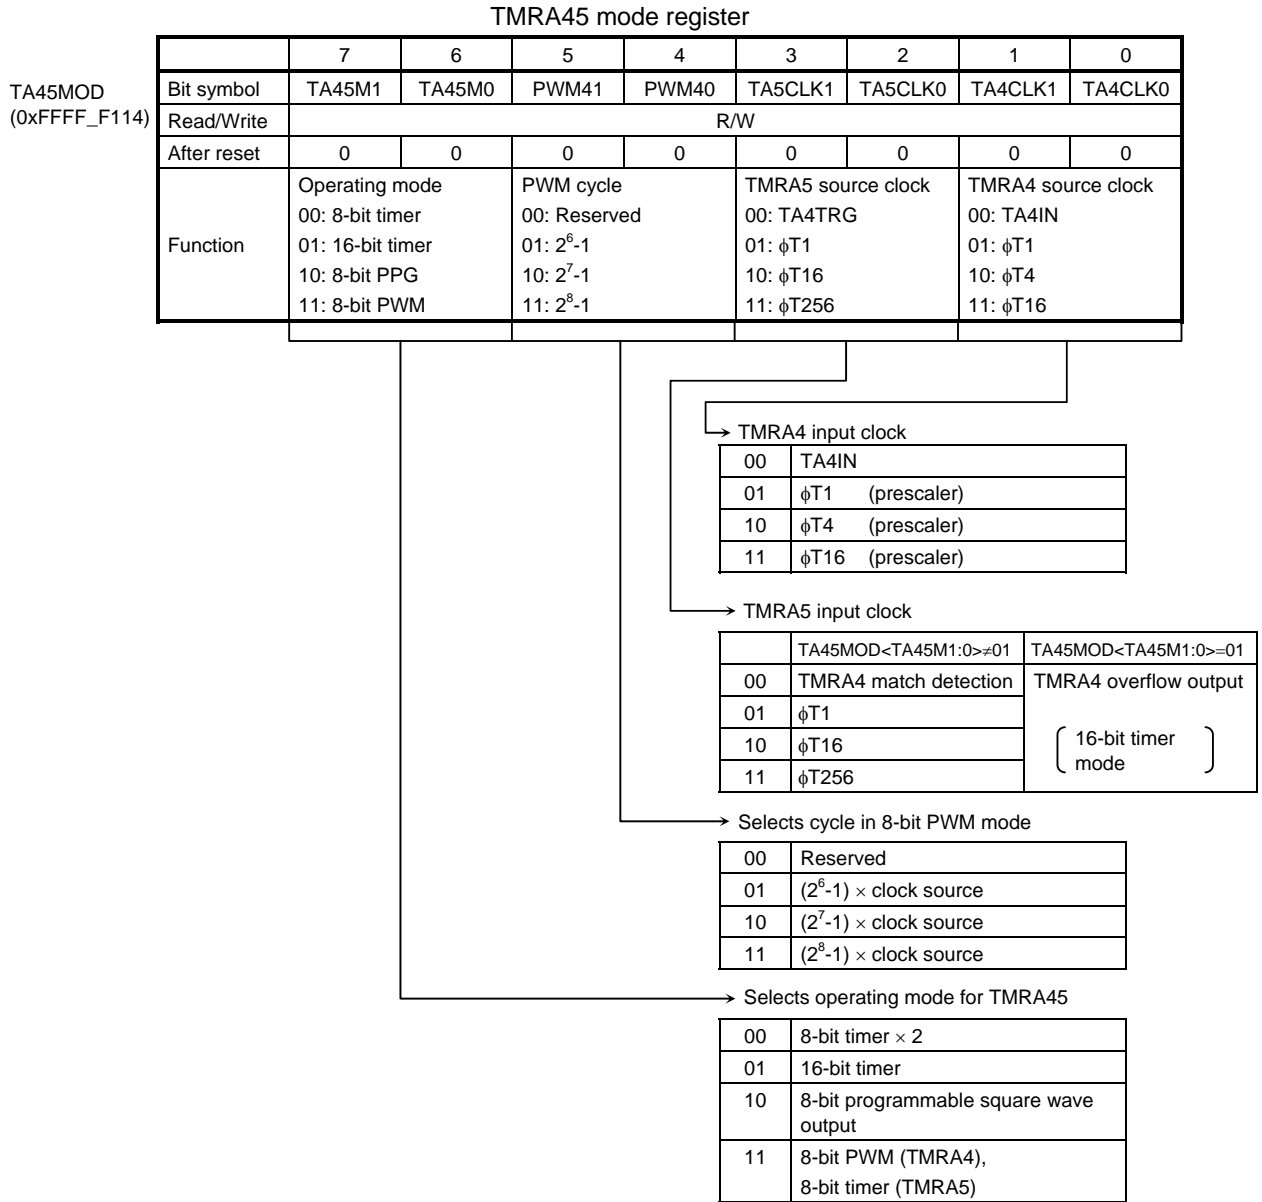 TMRA45 mode register
7 6 5 4 3 2 1 0
TA45MOD
(0xFFFF_F114)
Bit symbol TA45M1 TA45M0 PWM41 PWM40 TA5CLK1 TA5CLK0 TA4CLK1 TA4CLK0
Read/Write R/W
After reset 0 0 0 0 0 0 0 0
Function
Operating mode
00: 8-bit timer
01: 16-bit timer
10: 8-bit PPG
11: 8-bit PWM
PWM cycle
00: Reserved
01: 2⁶-1
10: 2⁷-1
11: 2⁸-1
TMRA5 source clock
00: TA4TRG
01: ϕT1
10: ϕT16
11: ϕT256
TMRA4 source clock
00: TA4IN
01: ϕT1
10: ϕT4
11: ϕT16
TMRA4 input clock
00 TA4IN
01 ϕT1 (prescaler)
10 ϕT4 (prescaler)
11 ϕT16 (prescaler)
TMRA5 input clock
TA45MOD<TA45M1:0>≠01 TA45MOD<TA45M1:0>=01
00 TMRA4 match detection TMRA4 overflow output
01 ϕT1
10 ϕT16
11 ϕT256
16-bit timer
mode
Selects cycle in 8-bit PWM mode
00 Reserved
01 (2⁶-1) × clock source
10 (2⁷-1) × clock source
11 (2⁸-1) × clock source
Selects operating mode for TMRA45
00 8-bit timer × 2
01 16-bit timer
10 8-bit programmable square wave
output
11 8-bit PWM (TMRA4),
8-bit timer (TMRA5)